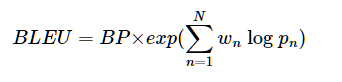 BLEU = BP×exp(∑_{n=1}^{N} w_n log p_n)